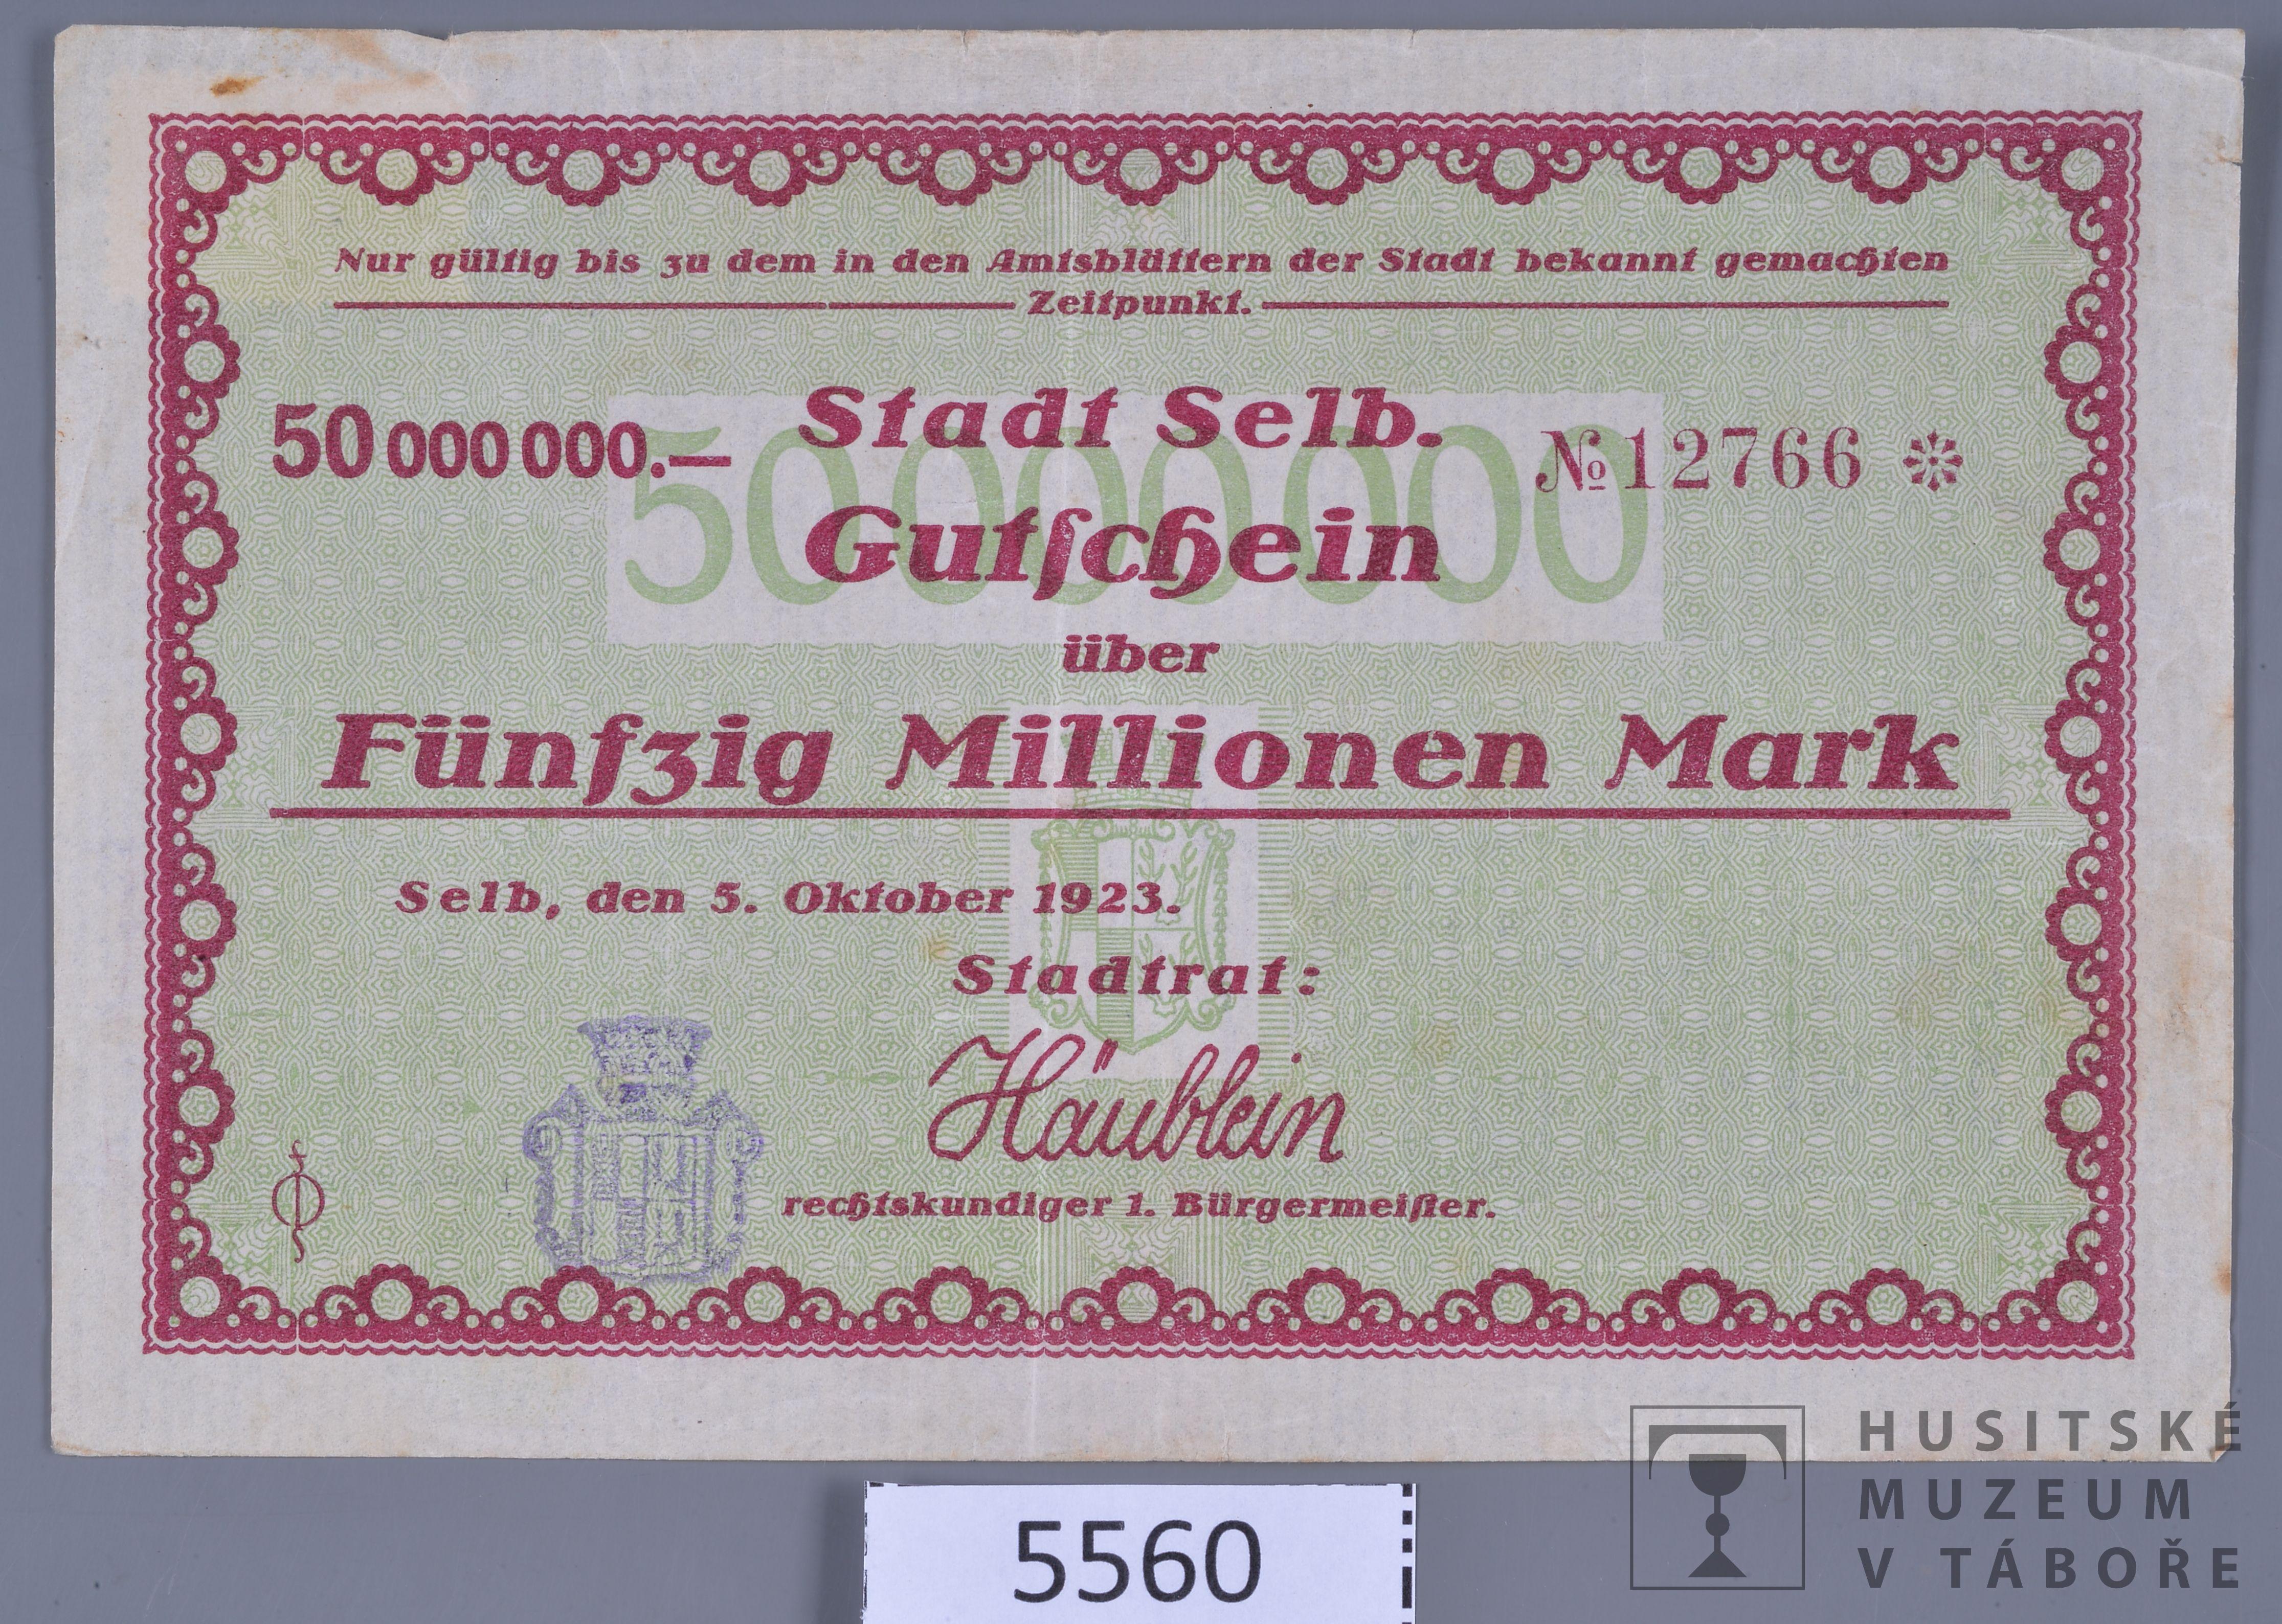 Nur gültig bis zu dem in den Amtsblättern der Stadt bekannt gemachten
Zeitpunkt.
50000000
50 000 000.—
Stadt Selb.
№ 12766 *
Gutſchein
über
Fünfzig Millionen Mark
Selb, den 5. Oktober 1923.
Stadtrat:
Häublein
rechtskundiger 1. Bürgermeiſter.
5560
HUSITSKÉ
MUZEUM
V TÁBOŘE